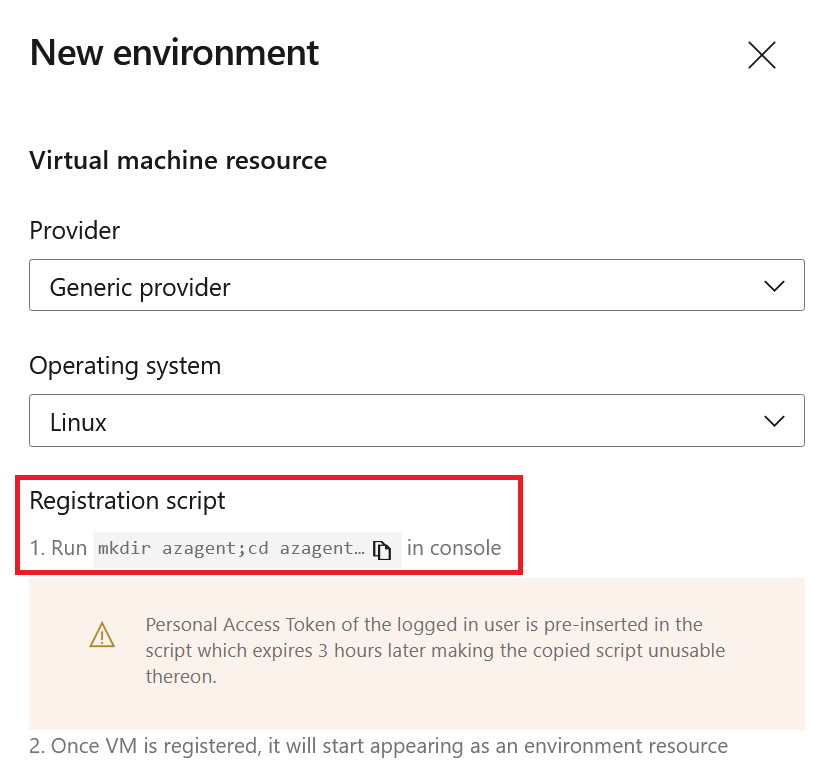 New environment
Virtual machine resource
Provider
Generic provider
Operating system
Linux
Registration script
1. Run mkdir azagent;cd azagent… in console
Personal Access Token of the logged in user is pre-inserted in the
script which expires 3 hours later making the copied script unusable
thereon.
2. Once VM is registered, it will start appearing as an environment resource